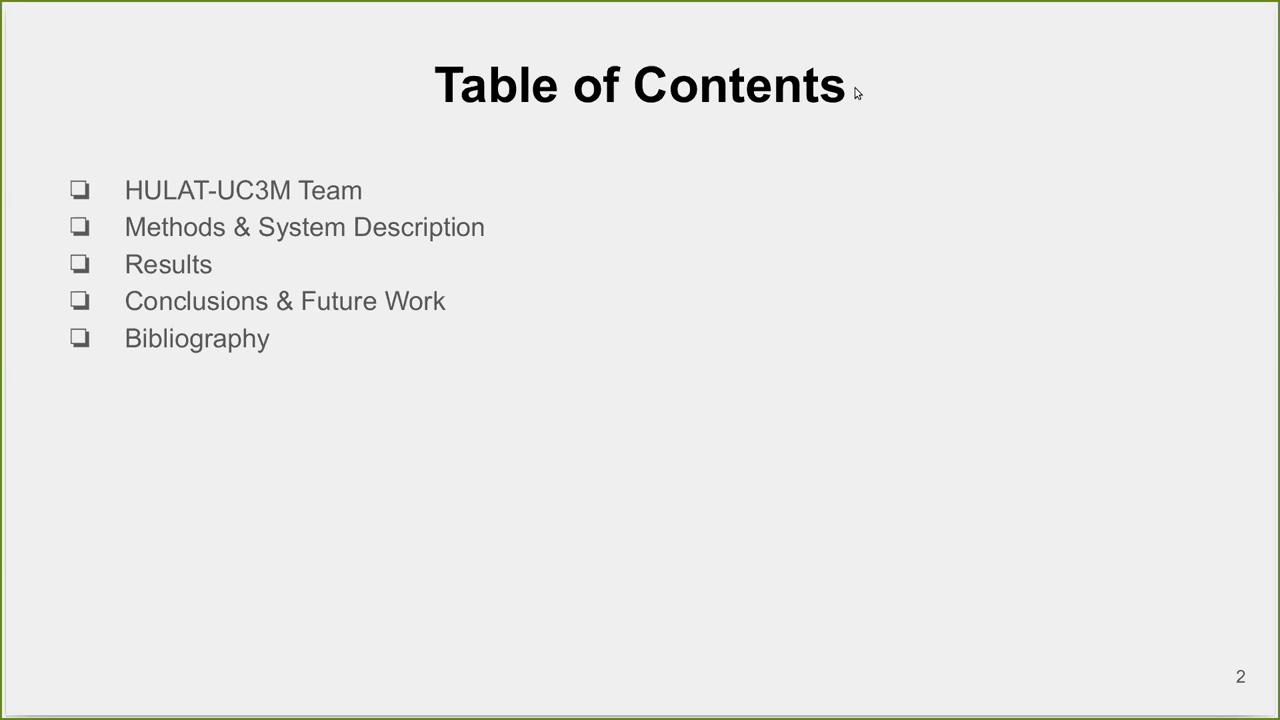 Table of Contents
❏ HULAT-UC3M Team
❏ Methods & System Description
❏ Results
❏ Conclusions & Future Work
❏ Bibliography
2